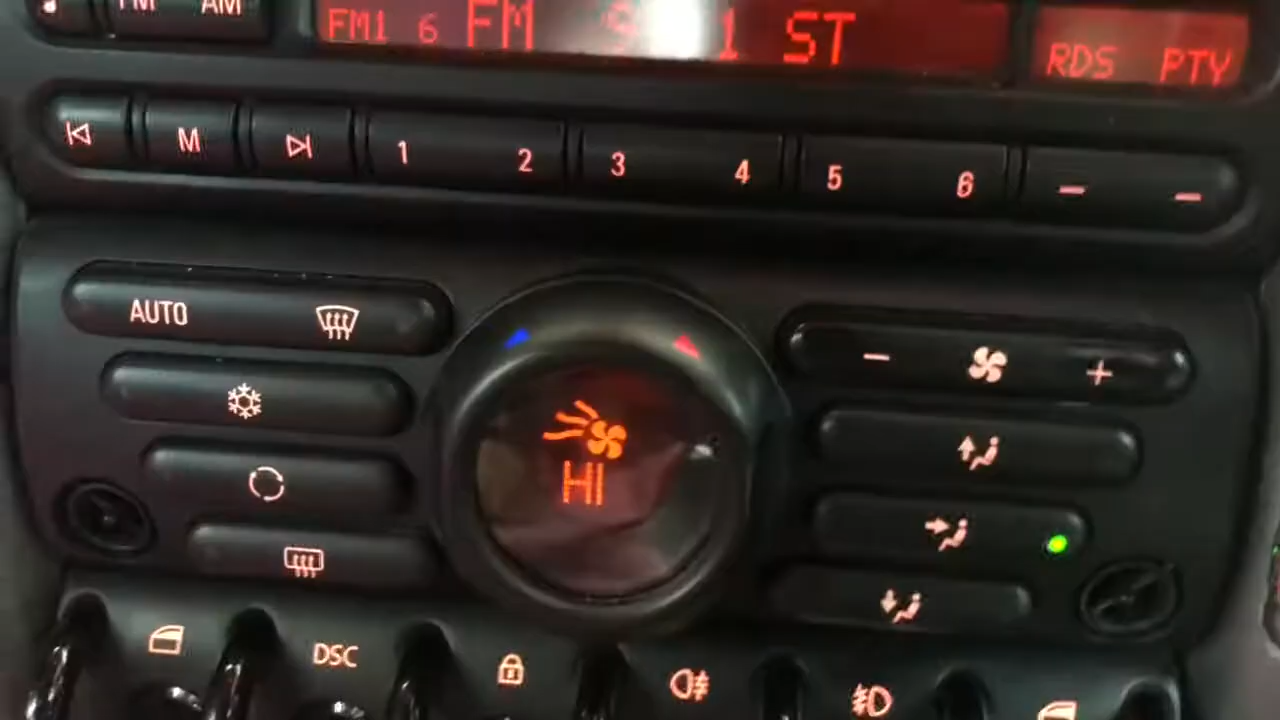 FM AM
FM1 6 FM 1 ST RDS PTY
M 1 2 3 4 5 6
AUTO
HI
DSC